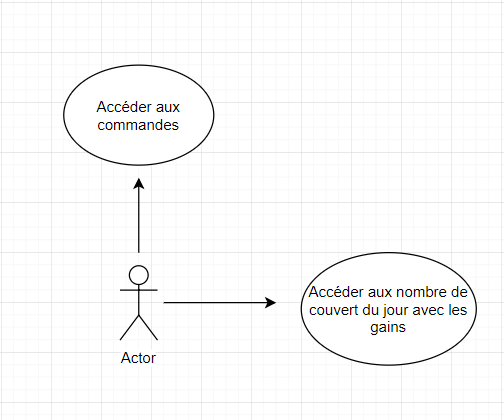 Accéder aux
commandes
Accéder aux nombre de
couvert du jour avec les
gains
Actor